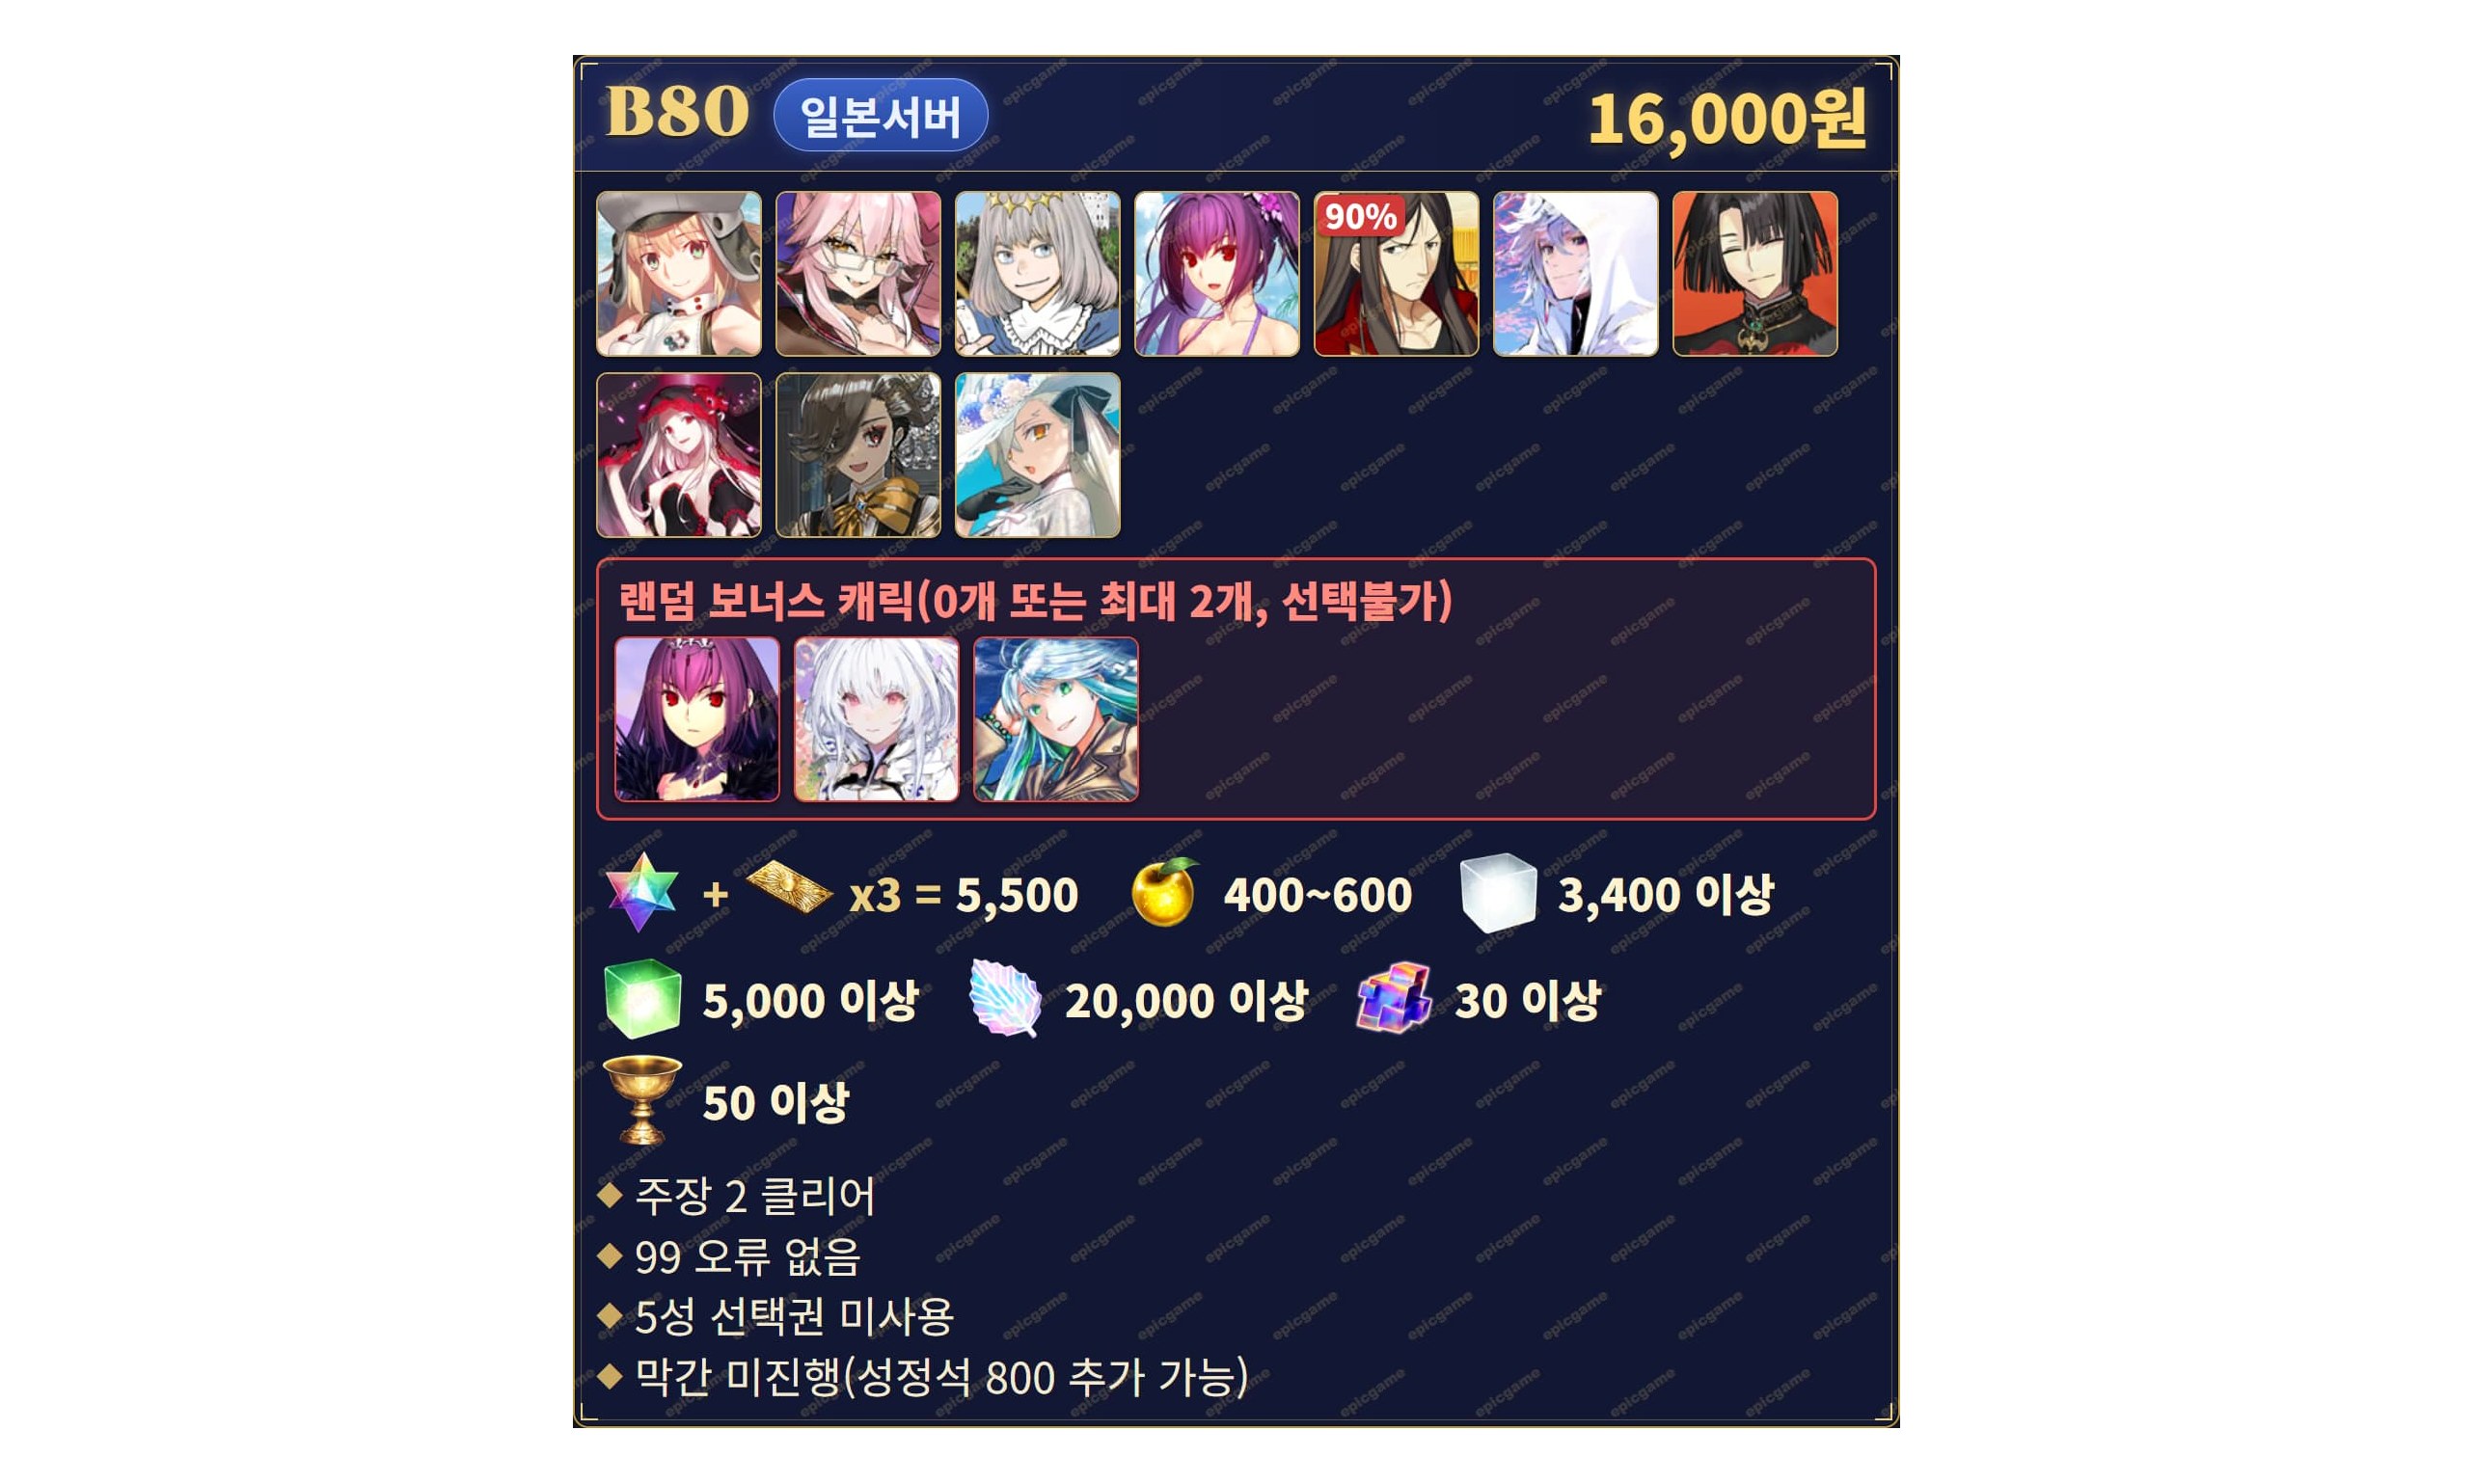 B80 일본서버 16,000원
90%
랜덤 보너스 캐릭(0개 또는 최대 2개, 선택불가)
+ x3 = 5,500 400~600 3,400 이상
5,000 이상 20,000 이상 30 이상
50 이상
◆ 주장 2 클리어
◆ 99 오류 없음
◆ 5성 선택권 미사용
◆ 막간 미진행(성정석 800 추가 가능)
epicgame